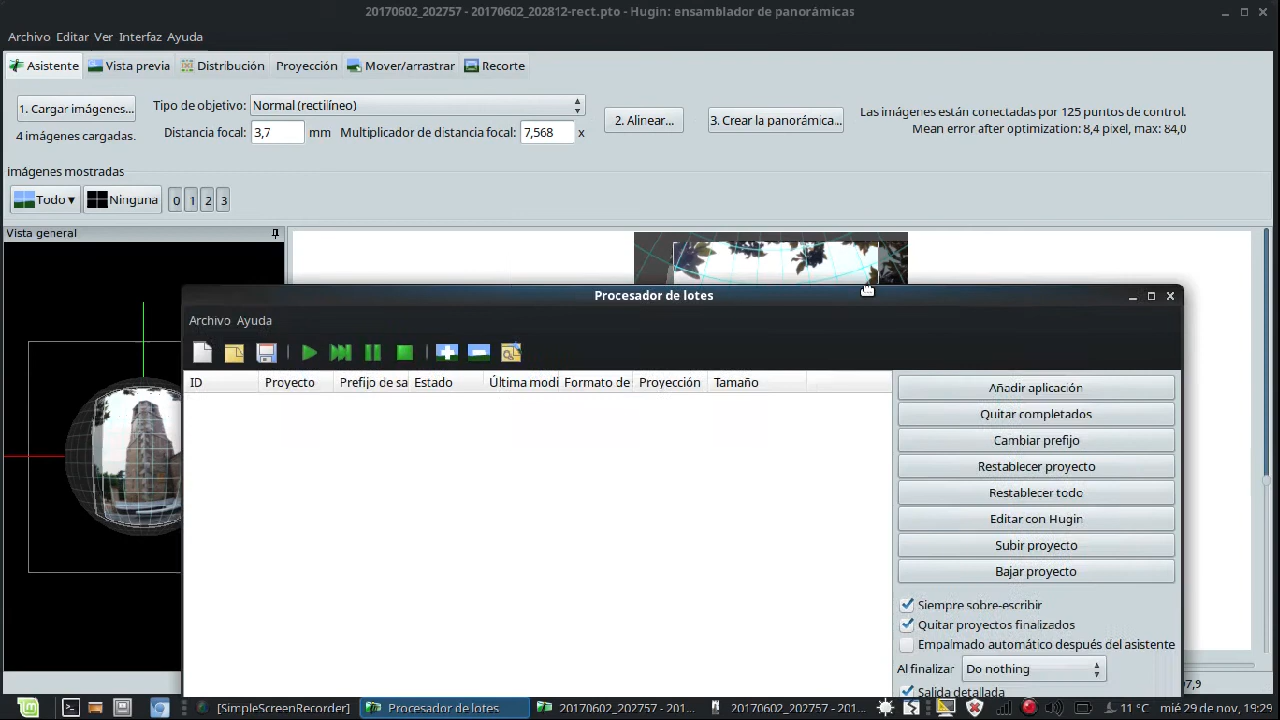 20170602_202757 - 20170602_202812-rect.pto - Hugin: ensamblador de panorámicas
Archivo Editar Ver Interfaz Ayuda
Asistente Vista previa Distribución Proyección Mover/arrastrar Recorte
1. Cargar imágenes... Tipo de objetivo: Normal (rectilíneo) 2. Alinear... 3. Crear la panorámica... Las imágenes están conectadas por 125 puntos de control.
4 imágenes cargadas. Distancia focal: 3,7 mm Multiplicador de distancia focal: 7,568 x Mean error after optimization: 8,4 pixel, max: 84,0
imágenes mostradas
Todo Ninguna 0 1 2 3
Vista general
Procesador de lotes
Archivo Ayuda
ID Proyecto Prefijo de sa Estado Última modi Formato de Proyección Tamaño
Añadir aplicación
Quitar completados
Cambiar prefijo
Restablecer proyecto
Restablecer todo
Editar con Hugin
Subir proyecto
Bajar proyecto
Siempre sobre-escribir
Quitar proyectos finalizados
Empalmado automático después del asistente
Al finalizar Do nothing
Salida detallada
[SimpleScreenRecorder] Procesador de lotes 20170602_202757 - 201... 20170602_202757 - 201... 11 °C mié 29 de nov, 19:29